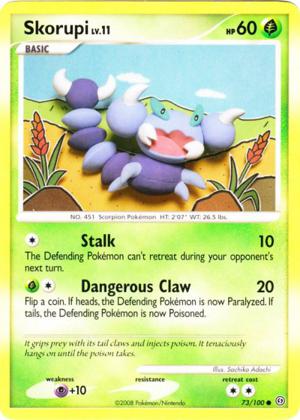 Skorupi LV.11
HP 60
BASIC
NO. 451 Scorpion Pokémon HT: 2'07" WT: 26.5 lbs.
Stalk 10
The Defending Pokémon can't retreat during your opponent's
next turn.
Dangerous Claw 20
Flip a coin. If heads, the Defending Pokémon is now Paralyzed. If
tails, the Defending Pokémon is now Poisoned.
Illus. Sachiko Adachi
It grips prey with its tail claws and injects poison. It tenaciously
hangs on until the poison takes.
weakness resistance retreat cost
+10
©2008 Pokémon/Nintendo 73/100